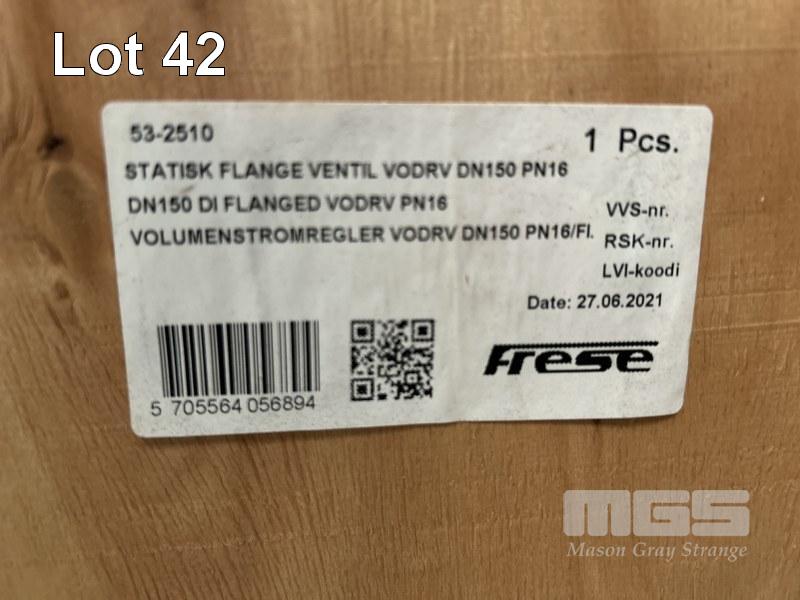 Lot 42
53-2510
1 Pcs.
STATISK FLANGE VENTIL VODRV DN150 PN16
DN150 DI FLANGED VODRV PN16
VVS-nr.
VOLUMENSTROMREGLER VODRV DN150 PN16/Fl.
RSK-nr.
LVI-koodi
Date: 27.06.2021
Frese
5 705564 056894
MGS
Mason Gray Strange